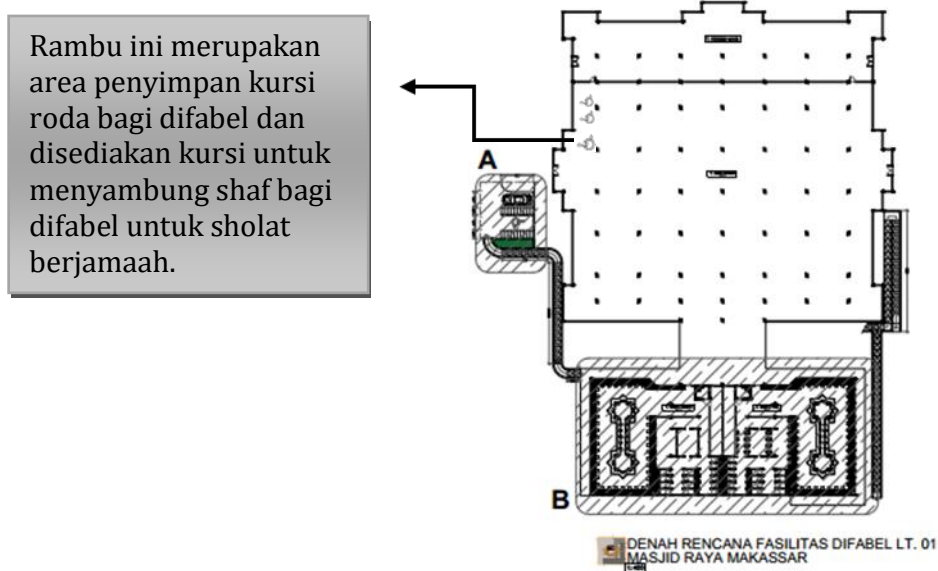 Rambu ini merupakan
area penyimpan kursi
roda bagi difabel dan
disediakan kursi untuk
menyambung shaf bagi
difabel untuk sholat
berjamaah.
A
B
DENAH RENCANA FASILITAS DIFABEL LT. 01
MASJID RAYA MAKASSAR